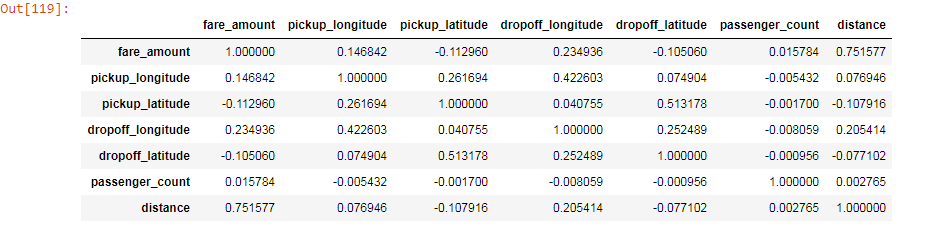 Out[119]:
fare_amount pickup_longitude pickup_latitude dropoff_longitude dropoff_latitude passenger_count distance
fare_amount 1.000000 0.146842 -0.112960 0.234936 -0.105060 0.015784 0.751577
pickup_longitude 0.146842 1.000000 0.261694 0.422603 0.074904 -0.005432 0.076946
pickup_latitude -0.112960 0.261694 1.000000 0.040755 0.513178 -0.001700 -0.107916
dropoff_longitude 0.234936 0.422603 0.040755 1.000000 0.252489 -0.008059 0.205414
dropoff_latitude -0.105060 0.074904 0.513178 0.252489 1.000000 -0.000956 -0.077102
passenger_count 0.015784 -0.005432 -0.001700 -0.008059 -0.000956 1.000000 0.002765
distance 0.751577 0.076946 -0.107916 0.205414 -0.077102 0.002765 1.000000